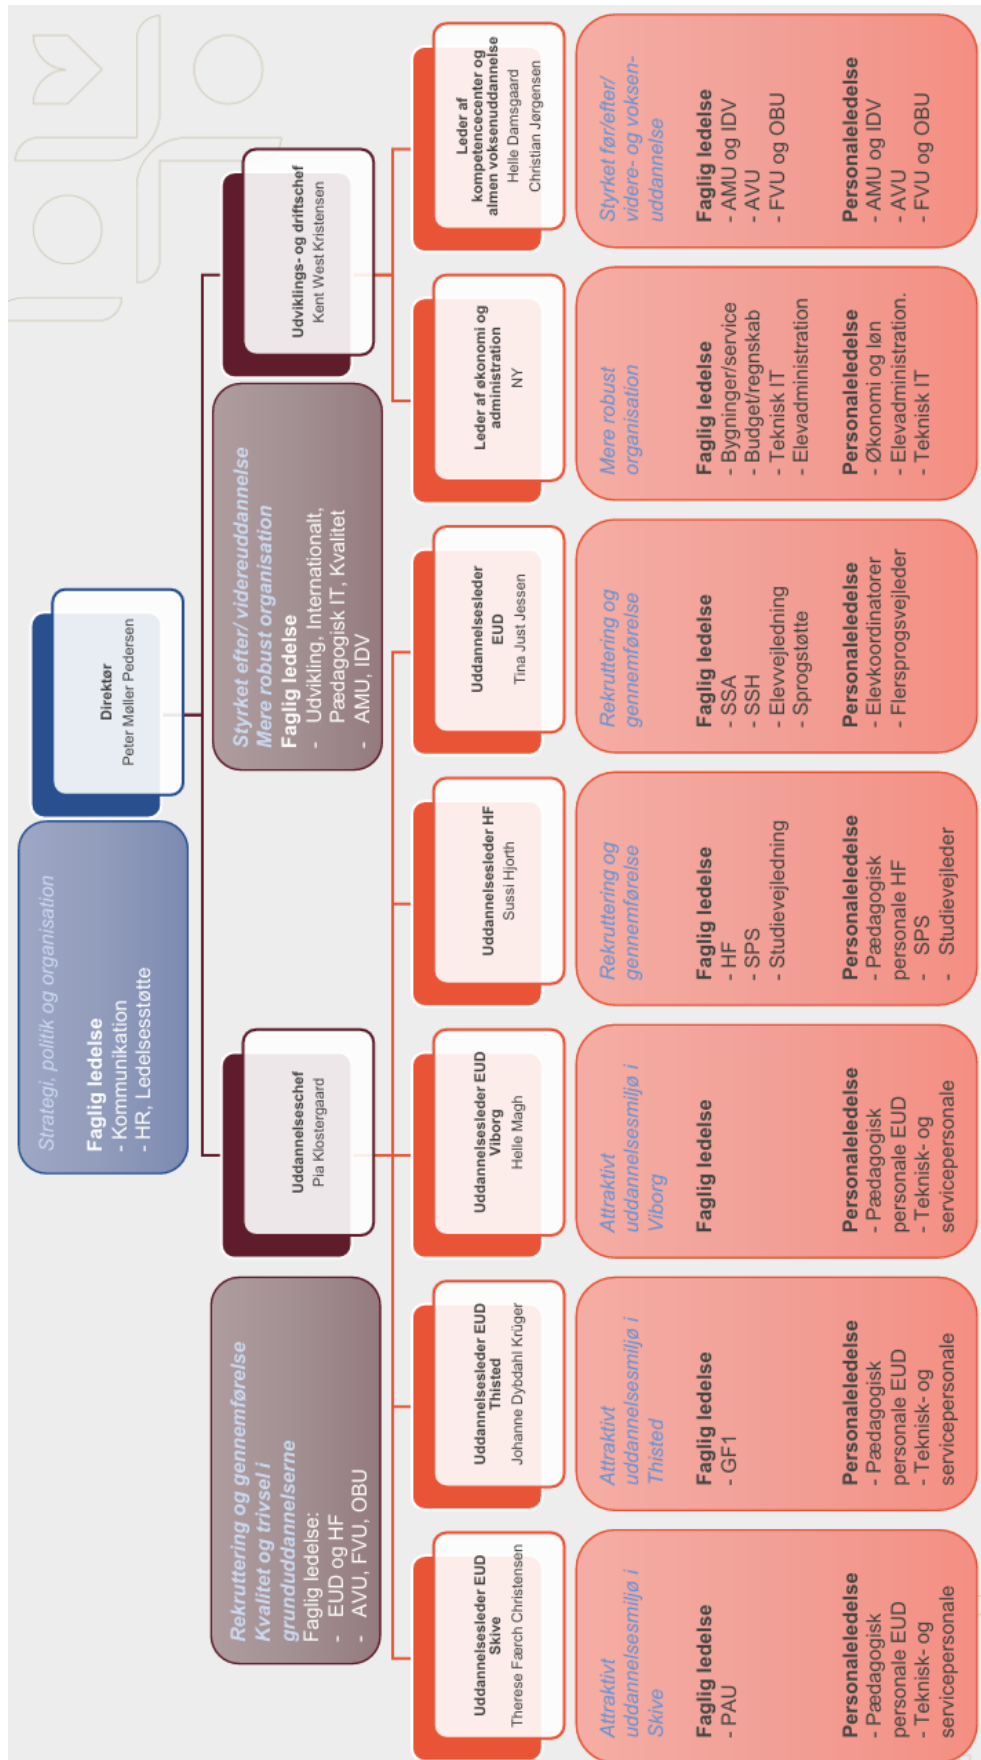 Strategi, politik og organisation
Faglig ledelse
- Kommunikation
- HR, Ledelsesstøtte
Direktør
Peter Møller Pedersen
Rekruttering og gennemførelse
Kvalitet og trivsel i
grunduddannelserne
Faglig ledelse:
- EUD og HF
- AVU, FVU, OBU
Uddannelseschef
Pia Klostergaard
Styrket efter/ videreuddannelse
Mere robust organisation
Faglig ledelse
- Udvikling, Internationalt,
Pædagogisk IT, Kvalitet
- AMU, IDV
Udviklings- og driftschef
Kent West Kristensen
Uddannelsesleder EUD
Skive
Therese Færch Christensen
Uddannelsesleder EUD
Thisted
Johanne Dybdahl Krüger
Uddannelsesleder EUD
Viborg
Helle Magh
Uddannelsesleder HF
Sussi Hjorth
Uddannelsesleder
EUD
Tina Just Jessen
Leder af økonomi og
administration
NY
Leder af
kompetencecenter og
almen voksenuddannelse
Helle Damsgaard
Christian Jørgensen
Attraktivt
uddannelsesmiljø i
Skive
Faglig ledelse
- PAU
Personaleledelse
- Pædagogisk
personale EUD
- Teknisk- og
servicepersonale
Attraktivt
uddannelsesmiljø i
Thisted
Faglig ledelse
- GF1
Personaleledelse
- Pædagogisk
personale EUD
- Teknisk- og
servicepersonale
Attraktivt
uddannelsesmiljø i
Viborg
Faglig ledelse
Personaleledelse
- Pædagogisk
personale EUD
- Teknisk- og
servicepersonale
Rekruttering og
gennemførelse
Faglig ledelse
- HF
- SPS
- Studievejledning
Personaleledelse
- Pædagogisk
personale HF
- SPS
- Studievejleder
Rekruttering og
gennemførelse
Faglig ledelse
- SSA
- SSH
- Elevvejledning
- Sprogstøtte
Personaleledelse
- Elevkoordinatorer
- Flersprogsvejleder
Mere robust
organisation
Faglig ledelse
- Bygninger/service
- Budget/regnskab
- Teknisk IT
- Elevadministration
Personaleledelse
- Økonomi og løn
- Elevadministration.
- Teknisk IT
Styrket før/efter/
videre- og voksen-
uddannelse
Faglig ledelse
- AMU og IDV
- AVU
- FVU og OBU
Personaleledelse
- AMU og IDV
- AVU
- FVU og OBU